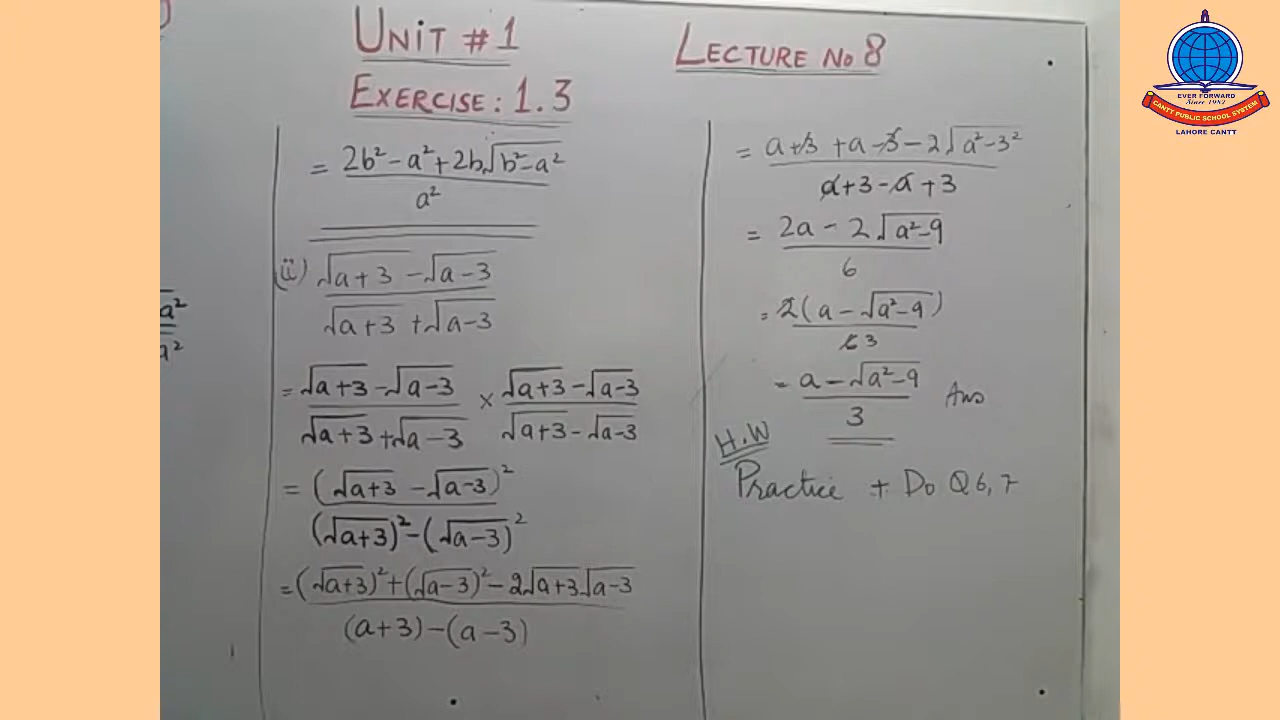 UNIT #1
EXERCISE: 1.3
LECTURE No 8
EVER FORWARD
Since 1982
CANTT PUBLIC SCHOOL SYSTEM
LAHORE CANTT
a²
a²
= (2b² - a² + 2b√(b² - a²)) / a²
(ii) (√(a+3) - √(a-3)) / (√(a+3) + √(a-3))
= (√(a+3) - √(a-3)) / (√(a+3) + √(a-3)) × (√(a+3) - √(a-3)) / (√(a+3) - √(a-3))
= (√(a+3) - √(a-3))² / ((√(a+3))² - (√(a-3))²)
= ((√(a+3))² + (√(a-3))² - 2√(a+3)√(a-3)) / ((a+3) - (a-3))
= (a+3 + a-3 - 2√(a²-3²)) / (a+3-a+3)
= (2a - 2√(a²-9)) / 6
= 2(a - √(a²-9)) / 6 3
= (a - √(a²-9)) / 3 Ans
H.W
Practice + Do Q6,7